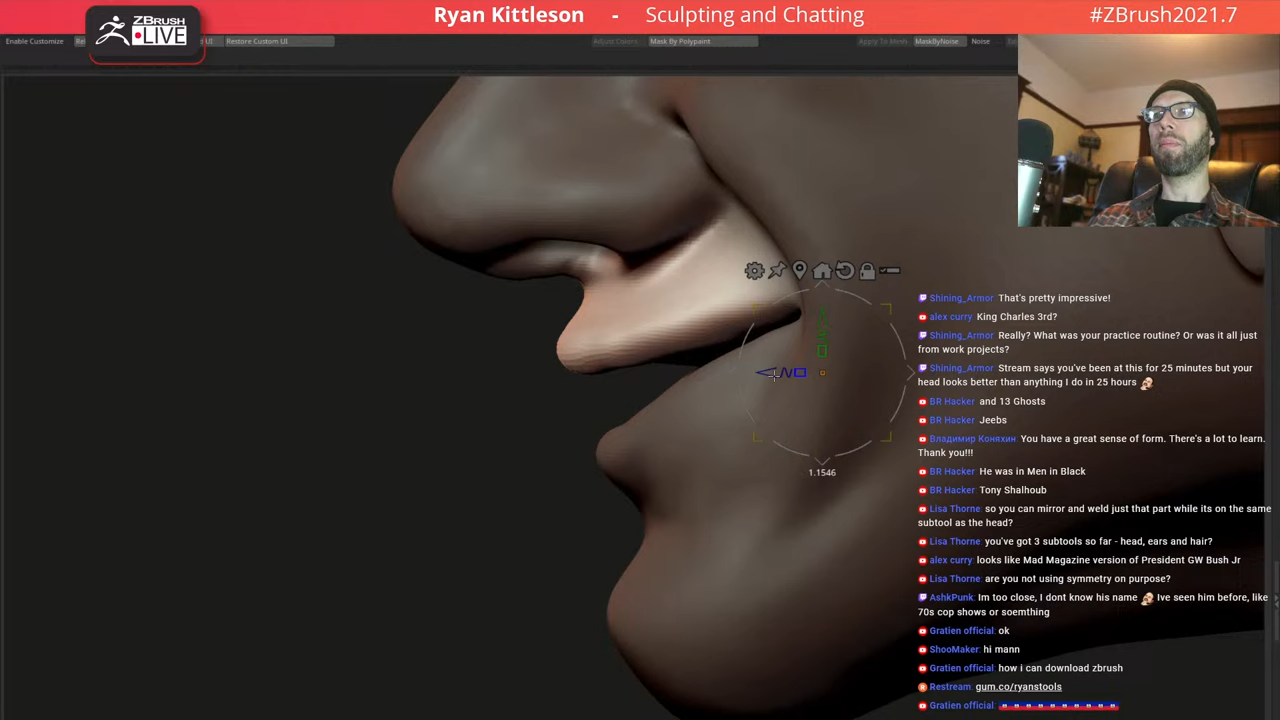 ZBRUSH
LIVE
Ryan Kittleson - Sculpting and Chatting
#ZBrush2021.7
Enable Customize
UI
Restore Custom UI
Adjust Colors
Mask By Polypaint
Apply To Mesh
MaskByNoise
Noise
1.1546
Shining_Armor That's pretty impressive!
alex curry: King Charles 3rd?
Shining_Armor Really? What was your practice routine? Or was it all just
from work projects?
Shining_Armor Stream says you've been at this for 25 minutes but your
head looks better than anything I do in 25 hours
BR Hacker and 13 Ghosts
BR Hacker Jeebs
Владимир Коняхин: You have a great sense of form. There's a lot to learn.
Thank you!!!
BR Hacker He was in Men in Black
BR Hacker Tony Shalhoub
Lisa Thorne: so you can mirror and weld just that part while its on the same
subtool as the head?
Lisa Thorne: you've got 3 subtools so far - head, ears and hair?
alex curry: looks like Mad Magazine version of President GW Bush Jr
Lisa Thorne: are you not using symmetry on purpose?
AshkPunk: Im too close, I dont know his name Ive seen him before, like
70s cop shows or soemthing
Gratien official: ok
ShooMaker: hi mann
Gratien official: how i can download zbrush
Restream: gum.co/ryanstools
Gratien official: